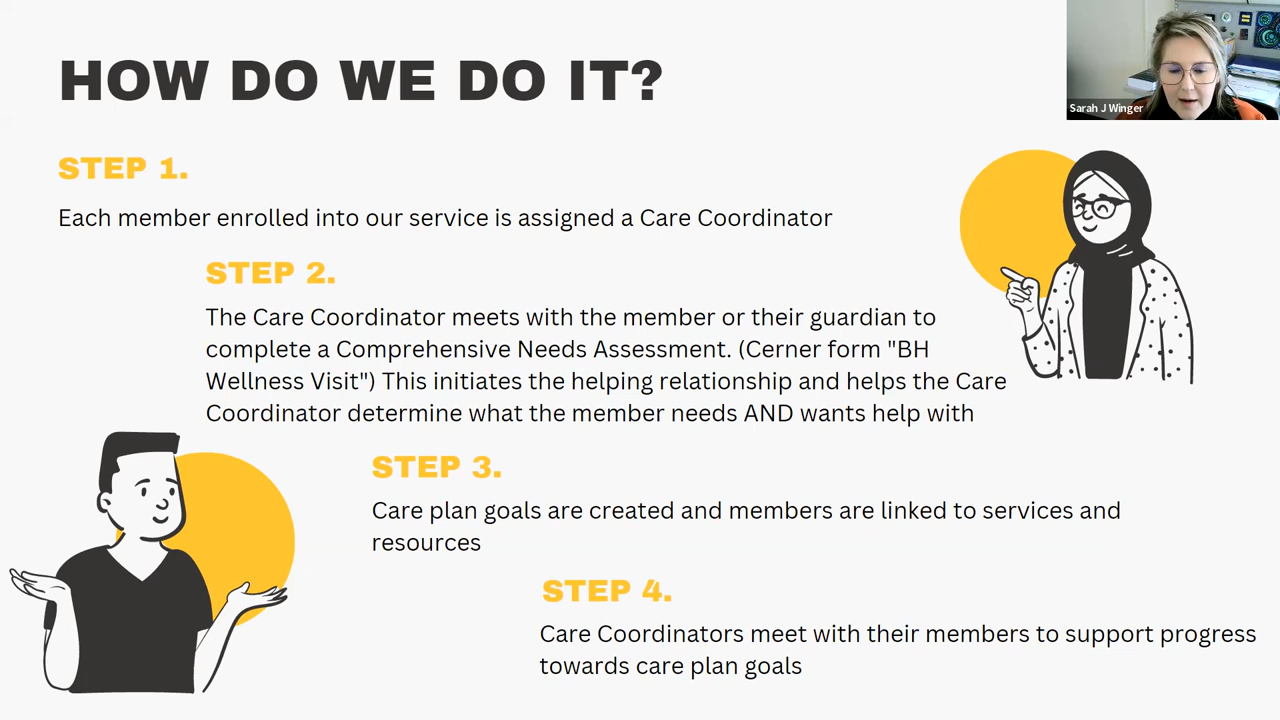 HOW DO WE DO IT?
Sarah J Winger
STEP 1.
Each member enrolled into our service is assigned a Care Coordinator
STEP 2.
The Care Coordinator meets with the member or their guardian to
complete a Comprehensive Needs Assessment. (Cerner form "BH
Wellness Visit") This initiates the helping relationship and helps the Care
Coordinator determine what the member needs AND wants help with
STEP 3.
Care plan goals are created and members are linked to services and
resources
STEP 4.
Care Coordinators meet with their members to support progress
towards care plan goals